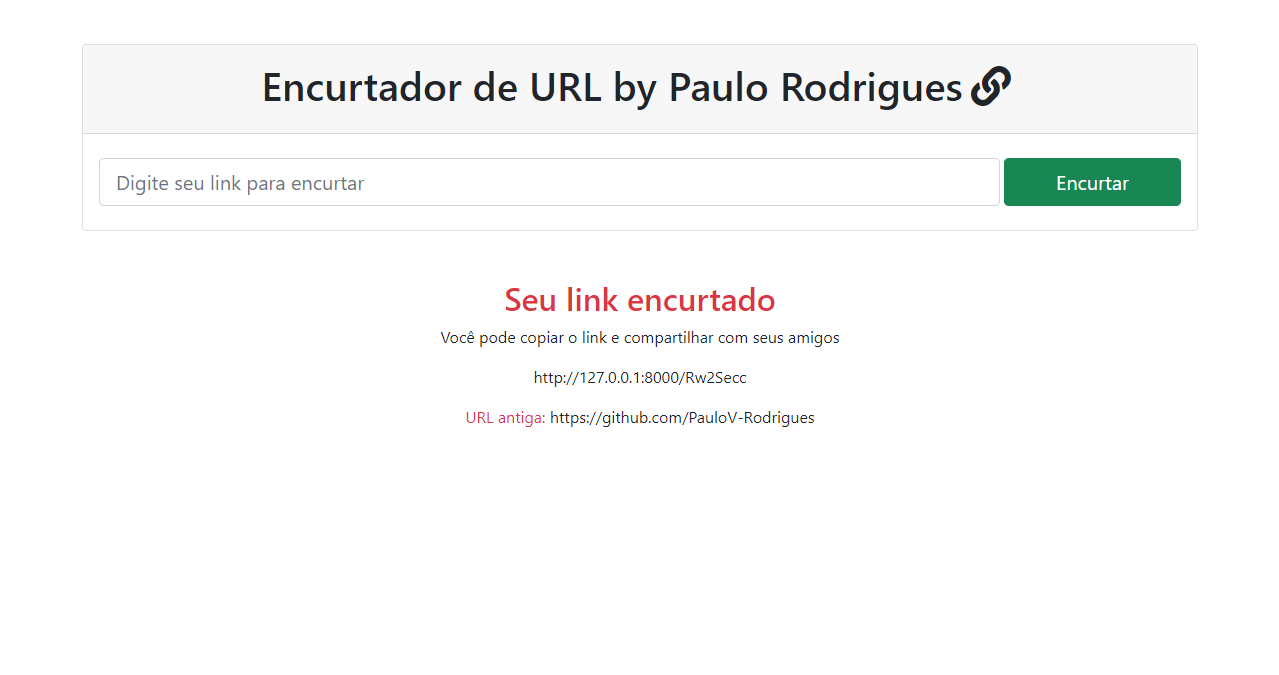 Encurtador de URL by Paulo Rodrigues
Digite seu link para encurtar
Encurtar
Seu link encurtado
Você pode copiar o link e compartilhar com seus amigos
http://127.0.0.1:8000/Rw2Secc
URL antiga: https://github.com/PauloV-Rodrigues